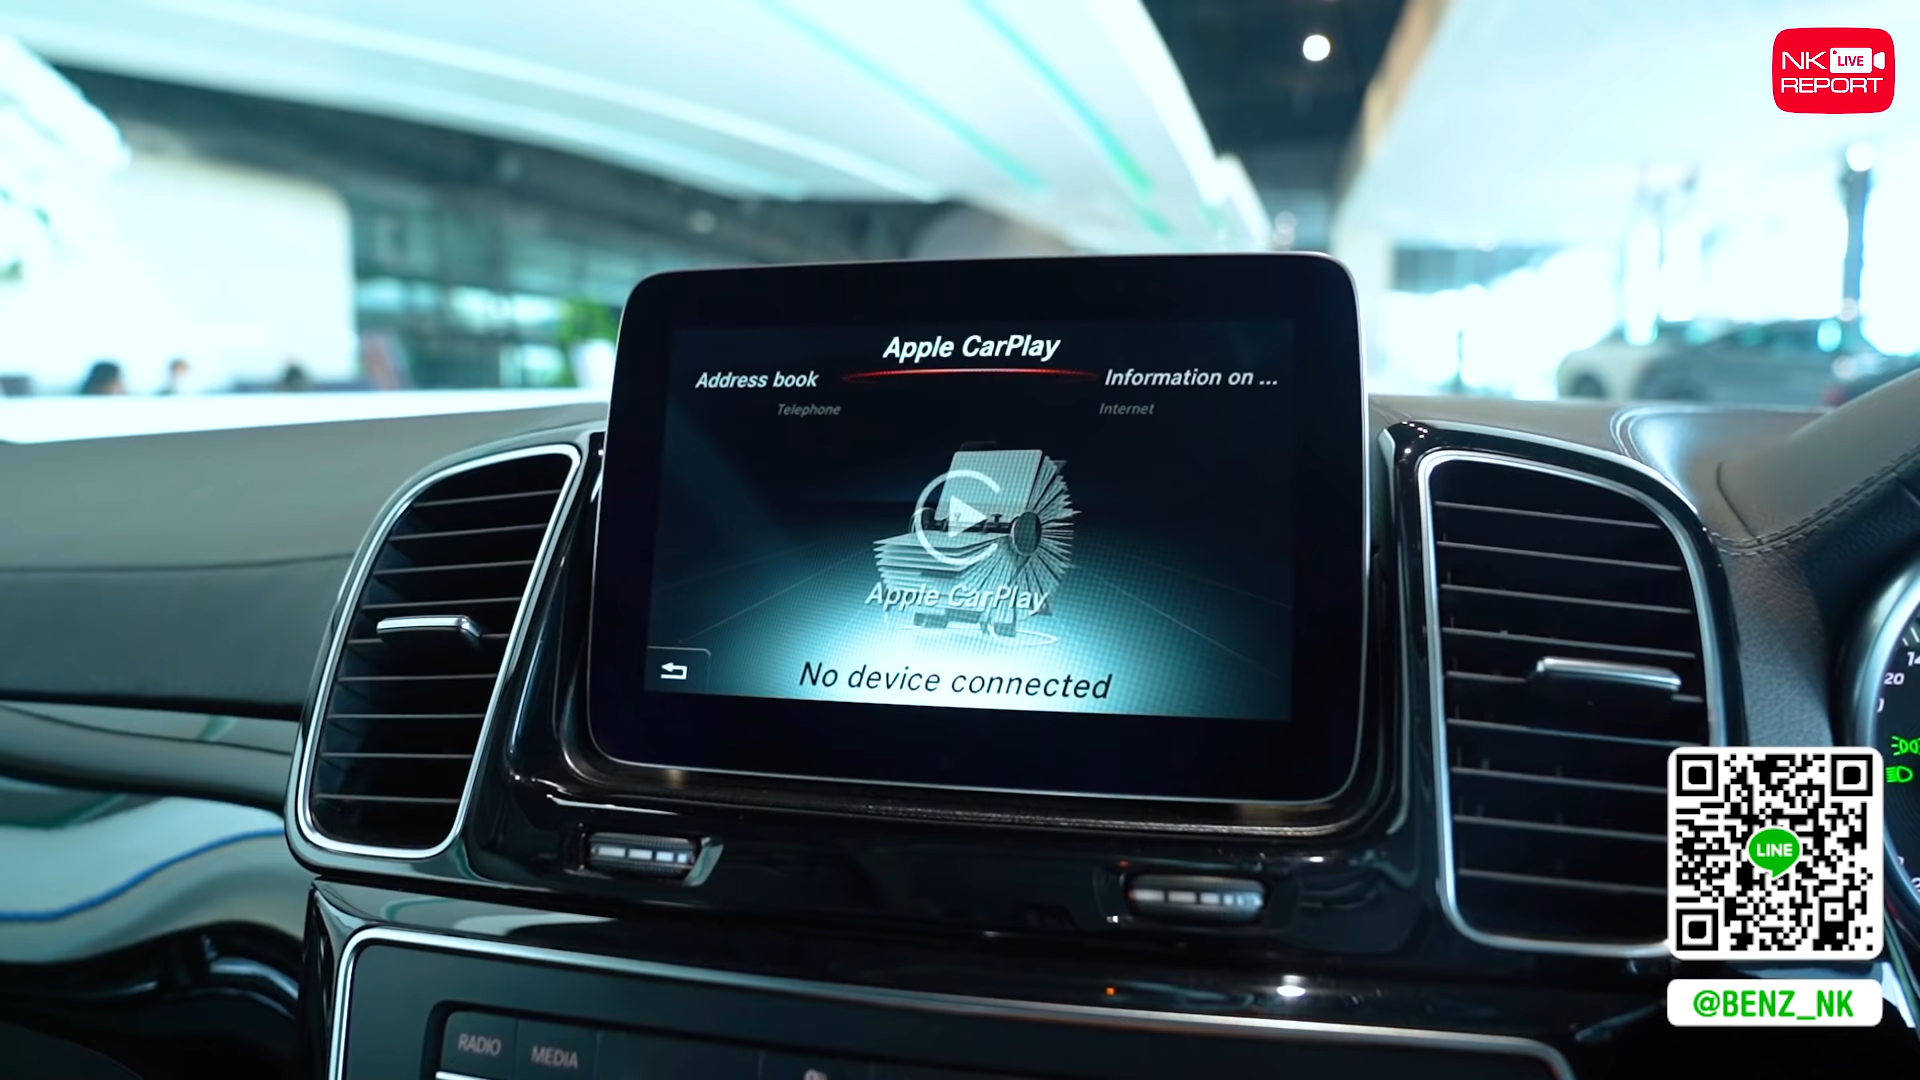 NK LIVE
REPORT
Apple CarPlay
Address book
Information on ...
Telephone
Internet
Apple CarPlay
No device connected
20
LINE
@BENZ_NK
RADIO
MEDIA